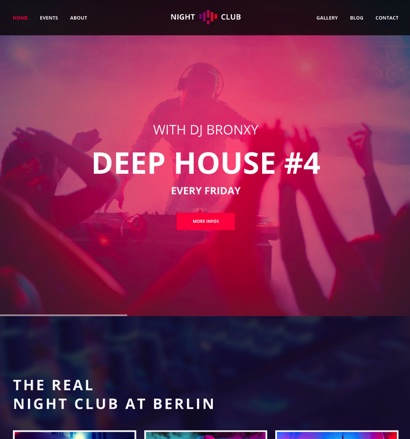 HOME EVENTS ABOUT NIGHT CLUB GALLERY BLOG CONTACT
WITH DJ BRONXY
DEEP HOUSE #4
EVERY FRIDAY
MORE INFOS
THE REAL
NIGHT CLUB AT BERLIN